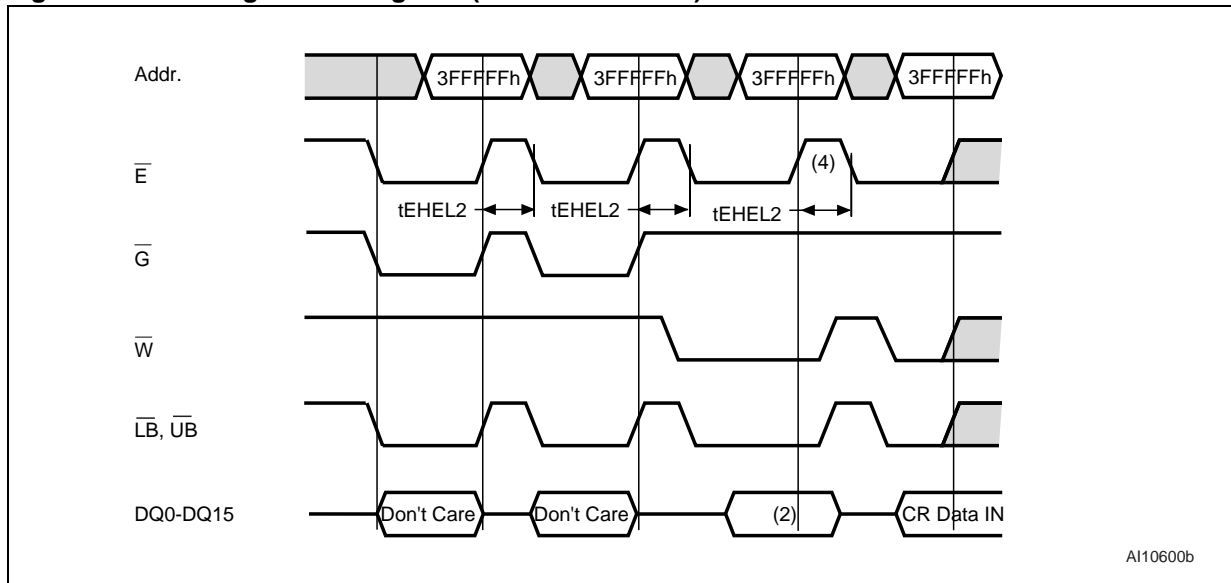 Addr.
3FFFFFh 3FFFFFh 3FFFFFh 3FFFFFh
E
(4)
tEHEL2 tEHEL2 tEHEL2
G
W
LB, UB
DQ0-DQ15
Don't Care Don't Care (2) CR Data IN
AI10600b